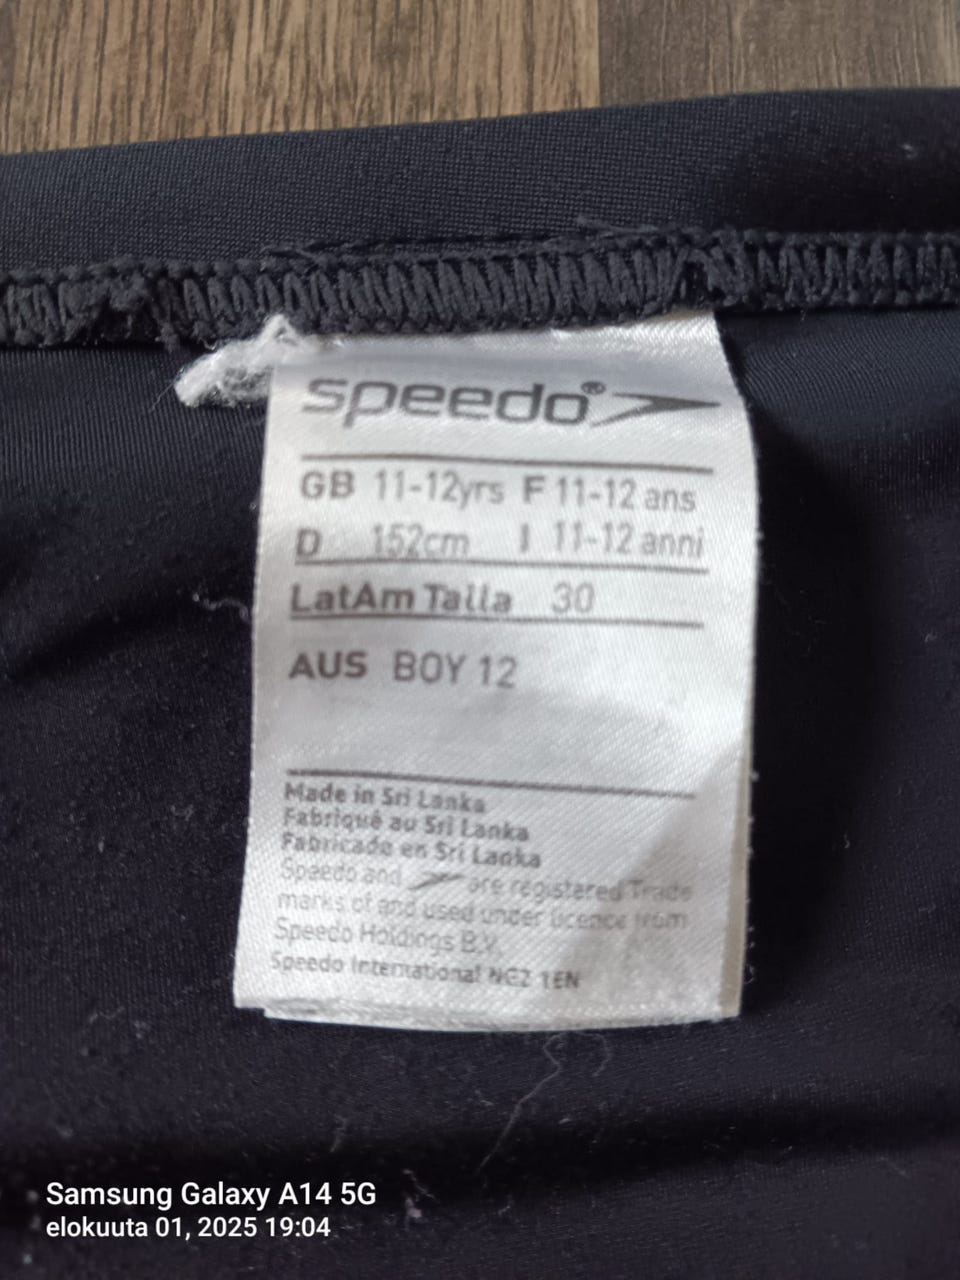 speedo®
GB 11-12yrs F 11-12 ans
D 152cm I 11-12 anni
LatAm Talla 30
AUS BOY 12
Made in Sri Lanka
Fabriqué au Sri Lanka
Fabricado en Sri Lanka
Speedo and are registered Trade
marks of and used under licence from
Speedo Holdings B.V.
Speedo International NG2 1EN
Samsung Galaxy A14 5G
elokuuta 01, 2025 19:04